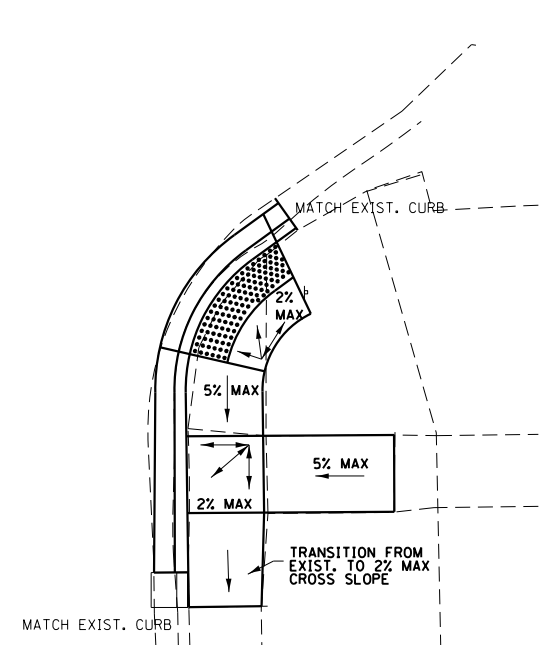 MATCH EXIST. CURB
2%
MAX
5% MAX
5% MAX
2% MAX
TRANSITION FROM
EXIST. TO 2% MAX
CROSS SLOPE
MATCH EXIST. CURB